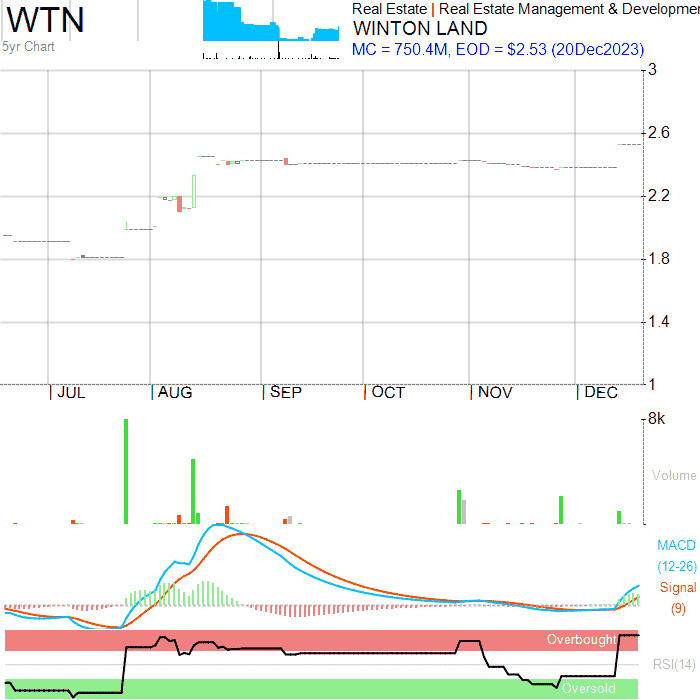 WTN
5yr Chart
Real Estate | Real Estate Management & Developmen
WINTON LAND
MC = 750.4M, EOD = $2.53 (20Dec2023)
3
2.6
2.2
1.8
1.4
1
JUL AUG SEP OCT NOV DEC
8k
Volume
MACD
(12-26)
Signal
(9)
Overbought
RSI(14)
Oversold